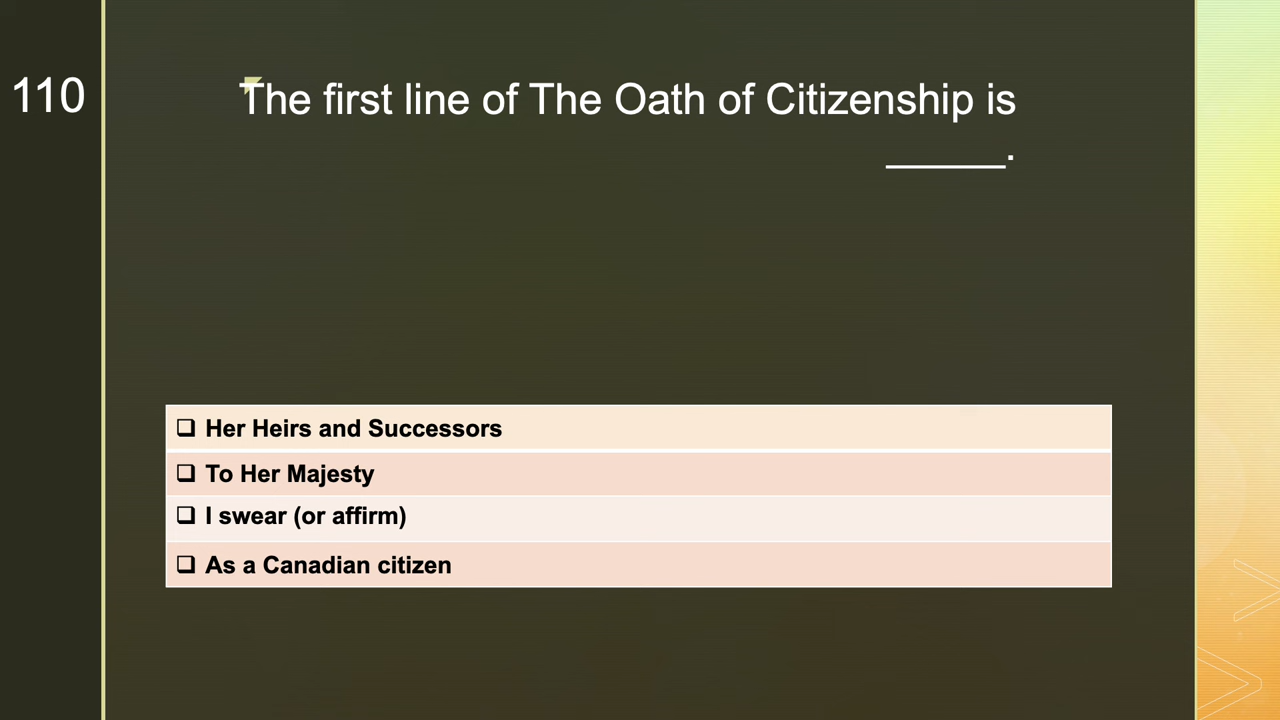 110
The first line of The Oath of Citizenship is
______.
❑ Her Heirs and Successors
❑ To Her Majesty
❑ I swear (or affirm)
❑ As a Canadian citizen